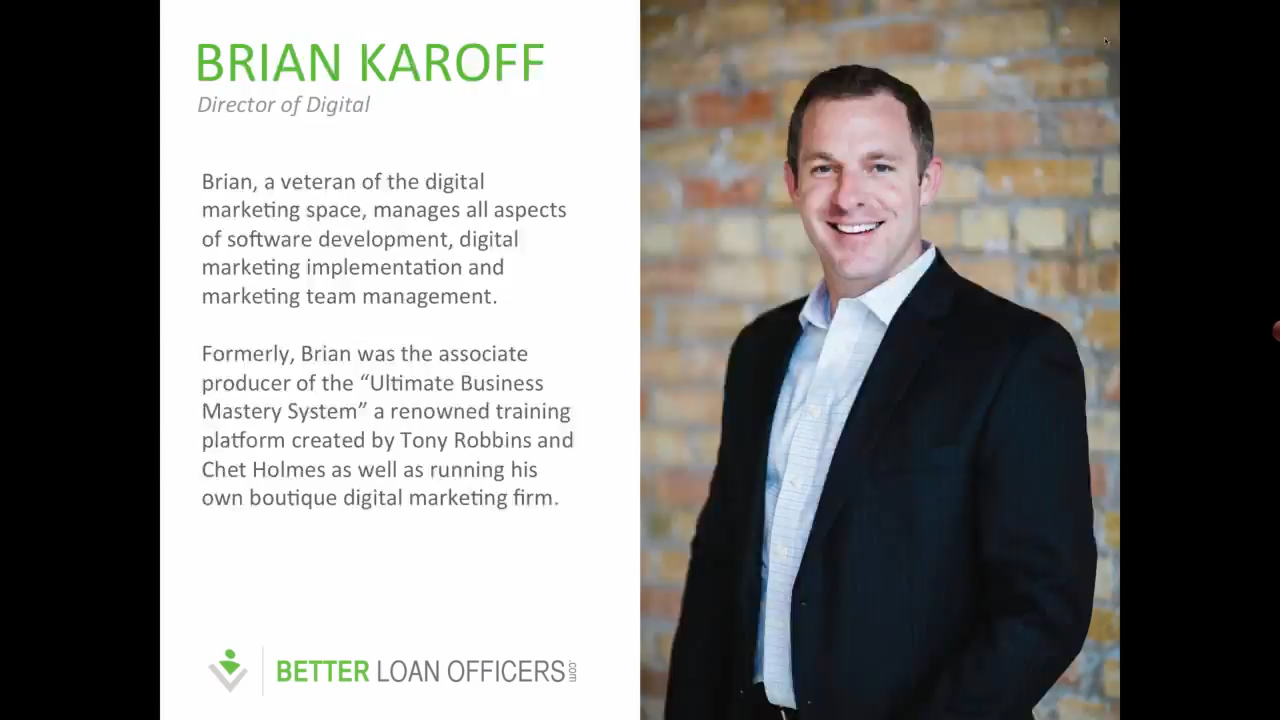 BRIAN KAROFF
Director of Digital
Brian, a veteran of the digital
marketing space, manages all aspects
of software development, digital
marketing implementation and
marketing team management.
Formerly, Brian was the associate
producer of the “Ultimate Business
Mastery System” a renowned training
platform created by Tony Robbins and
Chet Holmes as well as running his
own boutique digital marketing firm.
BETTER LOAN OFFICERS.com